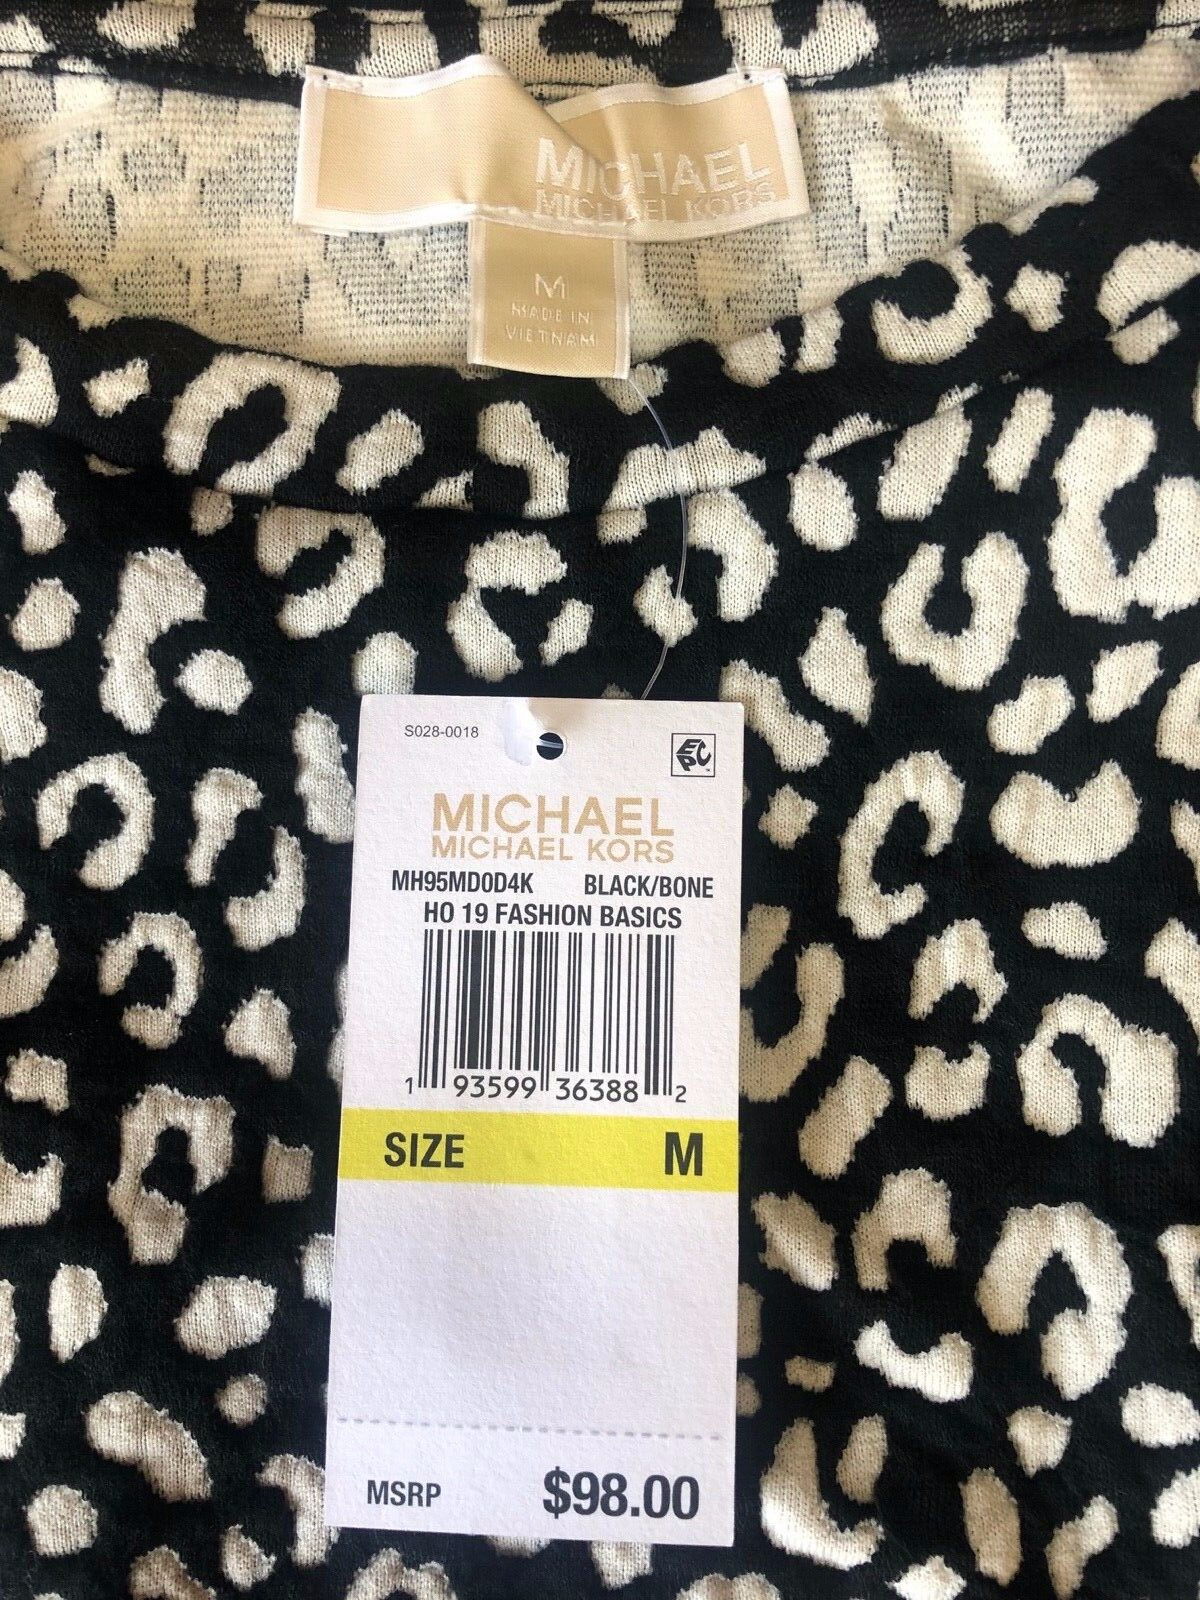 MICHAEL
MICHAEL KORS
M
MADE IN
VIETNAM
S028-0018
EPC
MICHAEL
MICHAEL KORS
MH95MD0D4K BLACK/BONE
HO 19 FASHION BASICS
1 93599 36388 2
SIZE M
MSRP $98.00